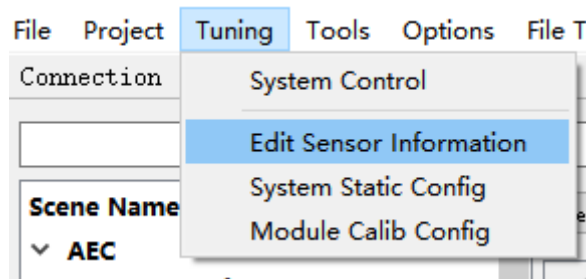 File Project Tuning Tools Options File T
Connection
System Control
Edit Sensor Information
System Static Config
Scene Name
Module Calib Config
AEC